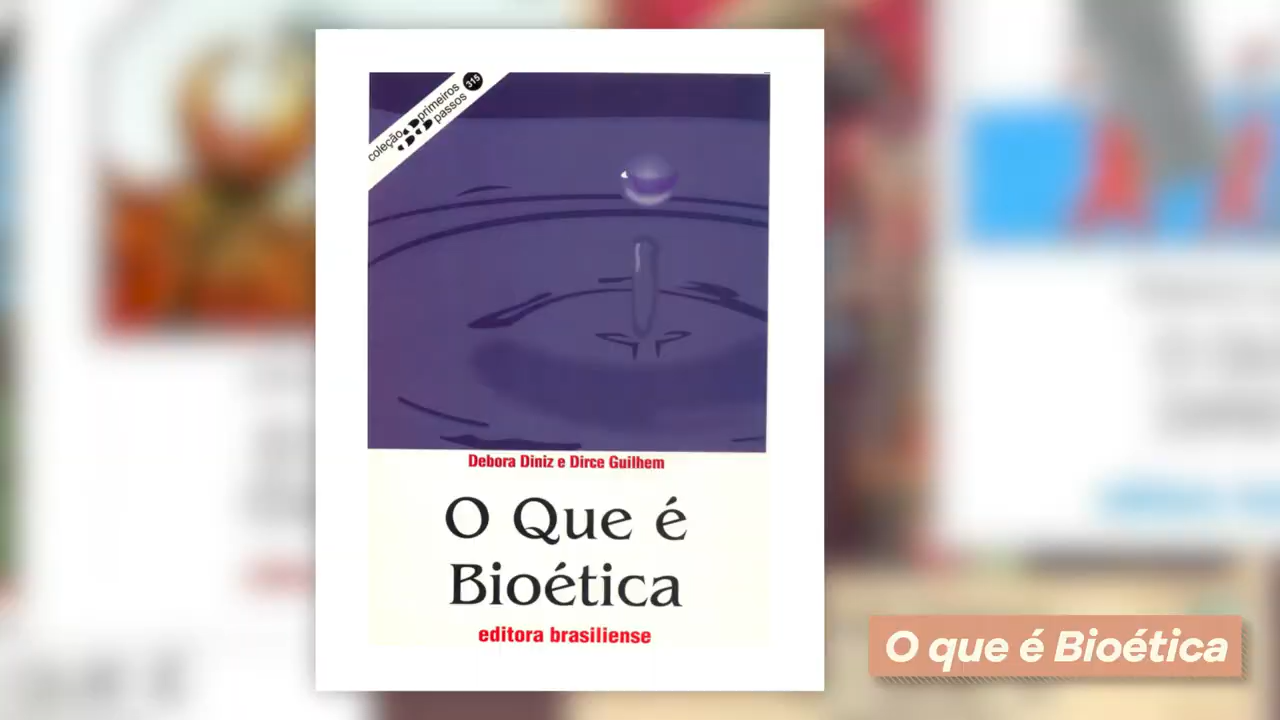 coleção primeiros passos 315
Debora Diniz e Dirce Guilhem
O Que é
Bioética
editora brasiliense
O que é Bioética